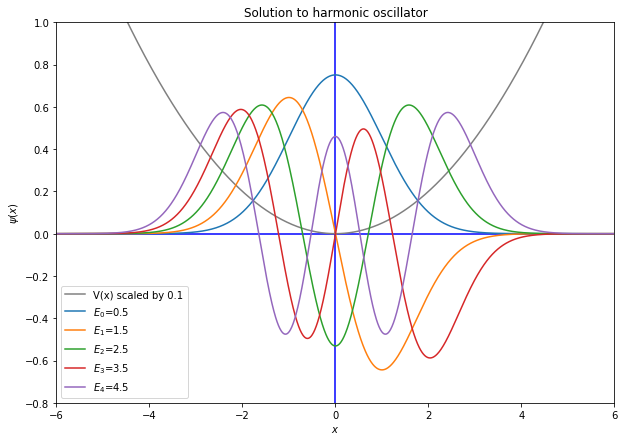 Solution to harmonic oscillator
1.0
0.8
0.6
0.4
0.2
0.0
−0.2
−0.4
−0.6
−0.8
ψ(x)
V(x) scaled by 0.1
E₀=0.5
E₁=1.5
E₂=2.5
E₃=3.5
E₄=4.5
−6 −4 −2 0 2 4 6
x